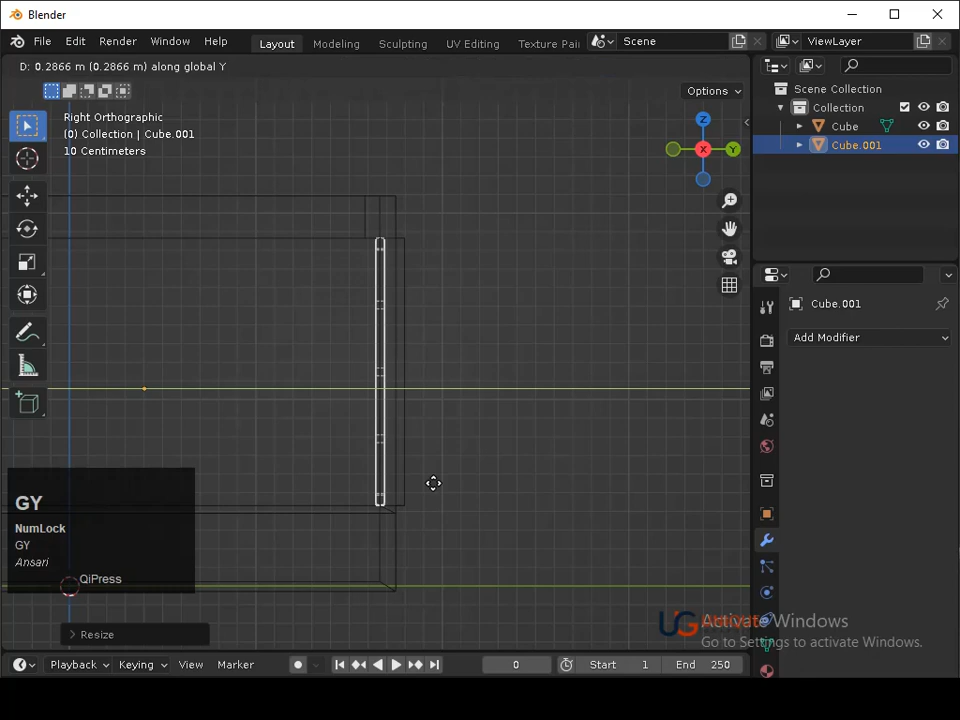 Blender
File Edit Render Window Help
Layout Modeling Sculpting UV Editing Texture Pai
Scene
ViewLayer
D: 0.2866 m (0.2866 m) along global Y
Options
Right Orthographic
(0) Collection | Cube.001
10 Centimeters
Z
Y
X
Scene Collection
Collection
Cube
Cube.001
Cube.001
Add Modifier
GY
NumLock
GY
Ansari
QiPress
Resize
UG
Activate Windows
Go to Settings to activate Windows.
Playback Keying View Marker
0
Start 1
End 250